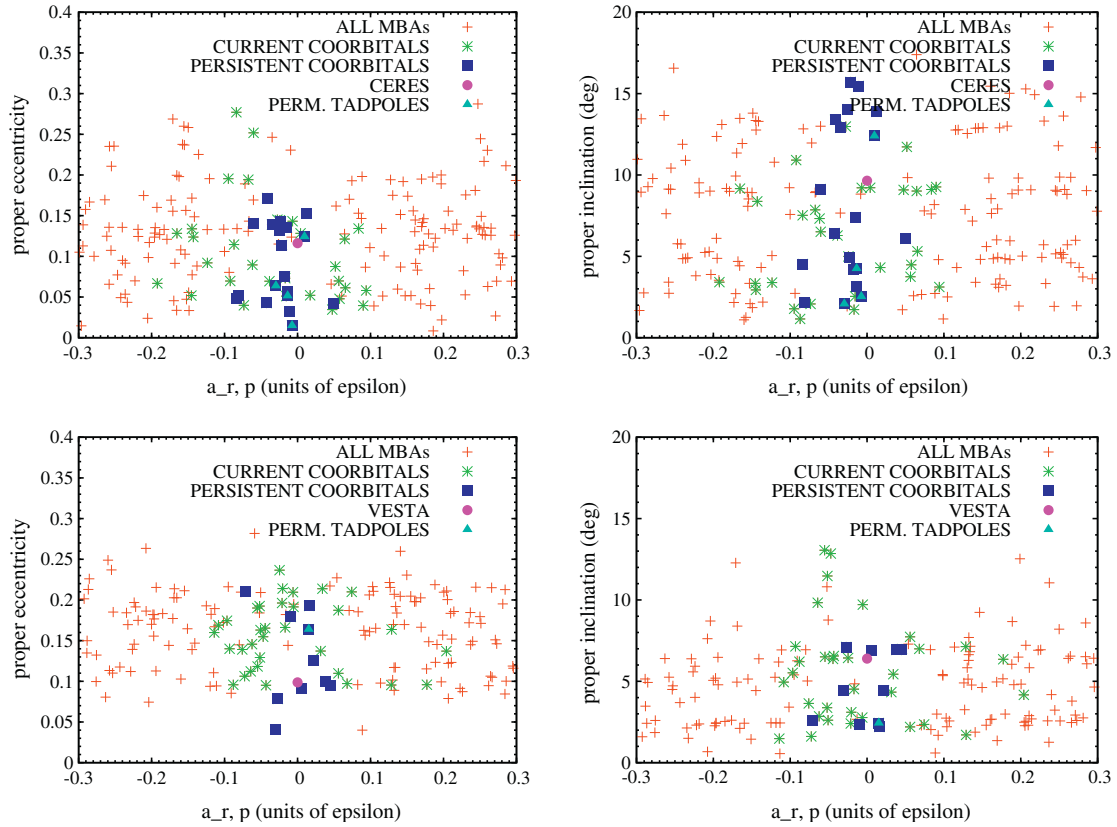 ALL MBAs
CURRENT COORBITALS
PERSISTENT COORBITALS
CERES
PERM. TADPOLES
proper eccentricity
0.4
0.35
0.3
0.25
0.2
0.15
0.1
0.05
0
-0.3 -0.2 -0.1 0 0.1 0.2 0.3
a_r, p (units of epsilon)
ALL MBAs
CURRENT COORBITALS
PERSISTENT COORBITALS
CERES
PERM. TADPOLES
proper inclination (deg)
20
15
10
5
0
-0.3 -0.2 -0.1 0 0.1 0.2 0.3
a_r, p (units of epsilon)
ALL MBAs
CURRENT COORBITALS
PERSISTENT COORBITALS
VESTA
PERM. TADPOLES
proper eccentricity
0.4
0.35
0.3
0.25
0.2
0.15
0.1
0.05
0
-0.3 -0.2 -0.1 0 0.1 0.2 0.3
a_r, p (units of epsilon)
ALL MBAs
CURRENT COORBITALS
PERSISTENT COORBITALS
VESTA
PERM. TADPOLES
proper inclination (deg)
20
15
10
5
0
-0.3 -0.2 -0.1 0 0.1 0.2 0.3
a_r, p (units of epsilon)